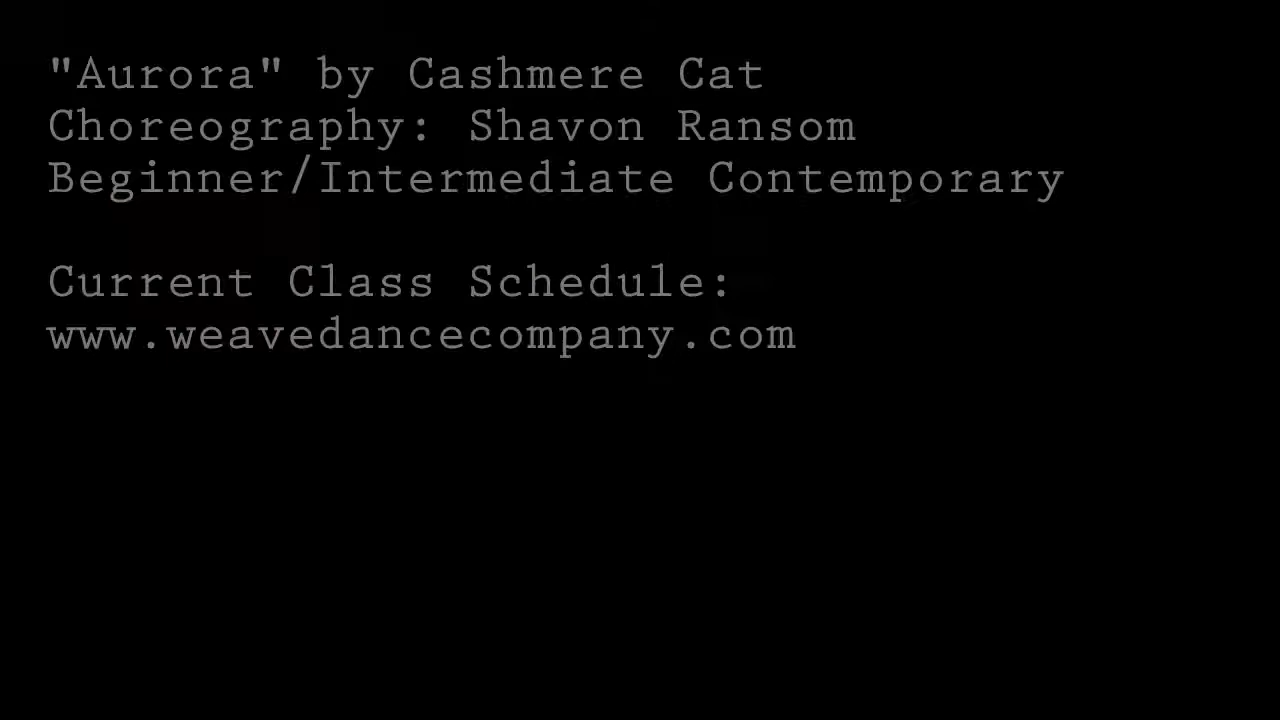 "Aurora" by Cashmere Cat
Choreography: Shavon Ransom
Beginner/Intermediate Contemporary
Current Class Schedule:
www.weavedancecompany.com